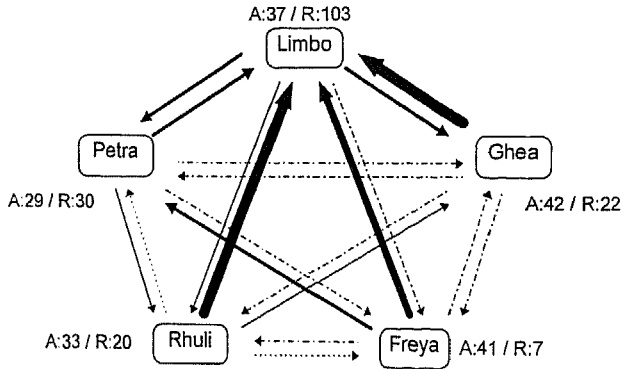 A:37 / R:103
Limbo
Petra
Ghea
A:29 / R:30
A:42 / R:22
A:33 / R:20
Rhuli
Freya
A:41 / R:7